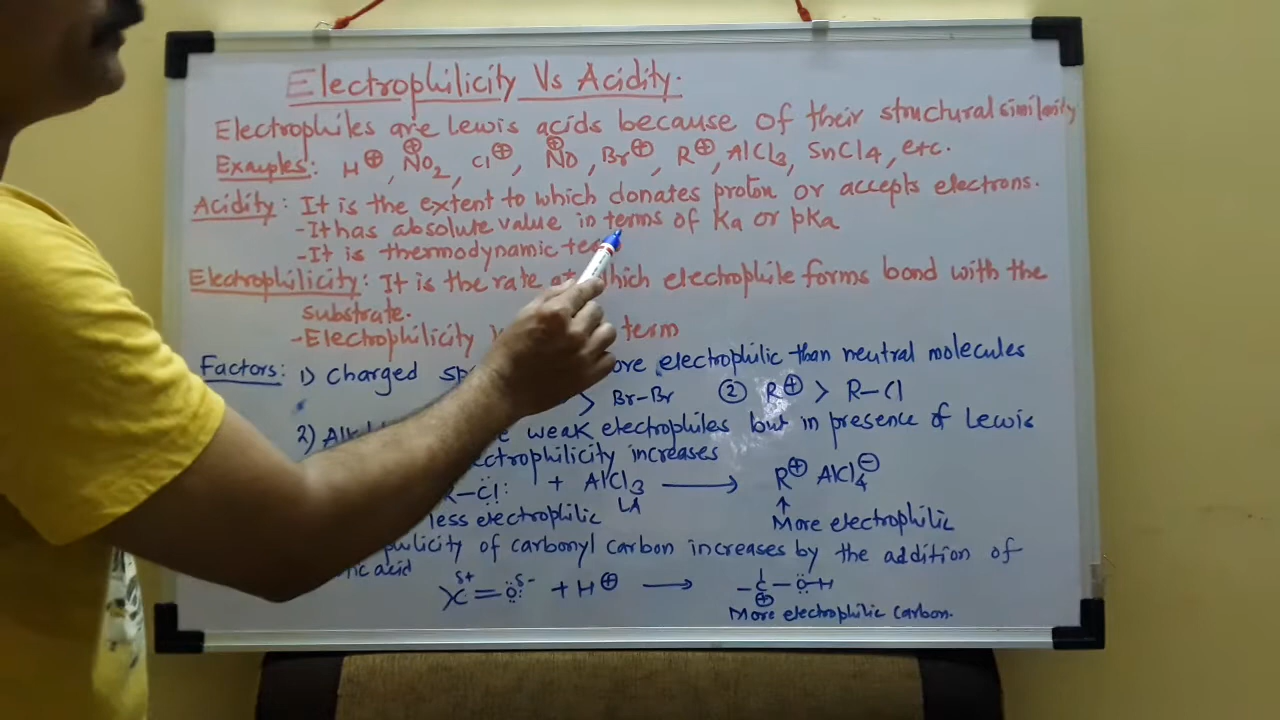 Electrophilicity Vs Acidity.
Electrophiles are Lewis acids because of their structural similarity
Examples: H⊕, N⊕O2, Cl⊕, N⊕O, Br⊕, R⊕, AlCl3, SnCl4, etc.
Acidity: It is the extent to which donates proton or accepts electrons.
-It has absolute value in terms of Ka or pKa
-It is thermodynamic
Electrophilicity: It is the rate at which electrophile forms bond with the
substrate.
-Electrophilicity term
Factors: 1) Charged electrophilic than neutral molecules
> Br-Br ② R⊕ > R-Cl
2) weak electrophiles but in presence of Lewis
electrophilicity increases
R-Cl: + AlCl3 → R⊕ AlCl4⊖
LA ↑
less electrophilic More electrophilic
of carbonyl carbon increases by the addition of
acid
δ+ δ-
C=O + H⊕ → -C-O-H
⊕
More electrophilic carbon.